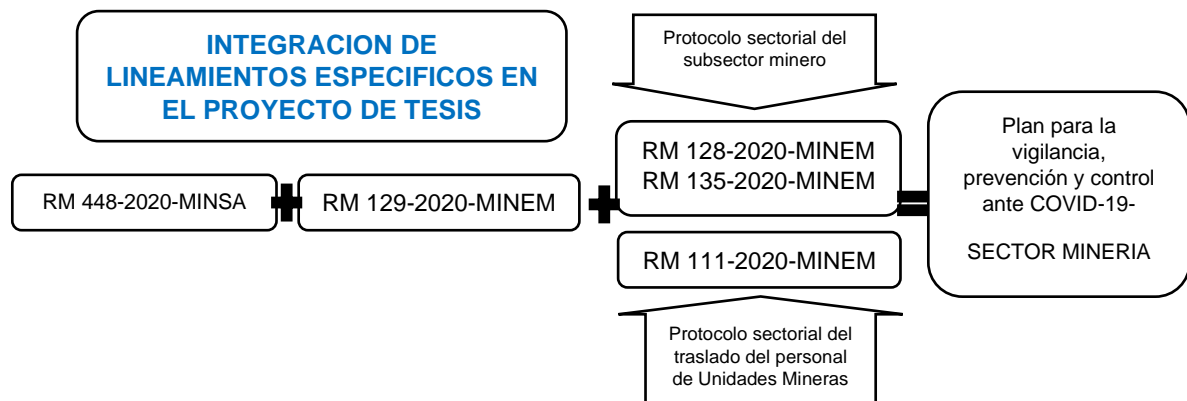 INTEGRACION DE
LINEAMIENTOS ESPECIFICOS EN
EL PROYECTO DE TESIS
Protocolo sectorial del
subsector minero
RM 448-2020-MINSA
+
RM 129-2020-MINEM
+
RM 128-2020-MINEM
RM 135-2020-MINEM
RM 111-2020-MINEM
Protocolo sectorial del
traslado del personal
de Unidades Mineras
=
Plan para la
vigilancia,
prevención y control
ante COVID-19-
SECTOR MINERIA